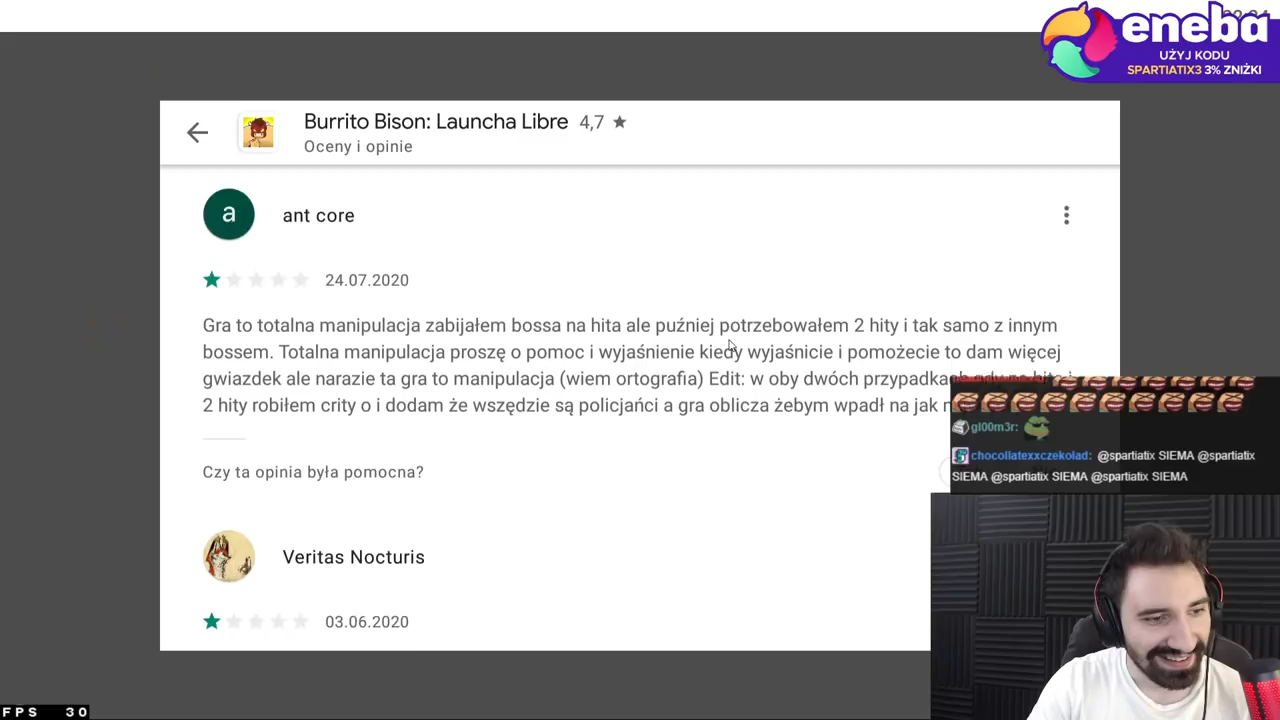 eneba
UŻYJ KODU
SPARTIATIX3 3% ZNIŻKI
Burrito Bison: Launcha Libre 4,7 ★
Oceny i opinie
a
ant core
24.07.2020
Gra to totalna manipulacja zabijałem bossa na hita ale puźniej potrzebowałem 2 hity i tak samo z innym
bossem. Totalna manipulacja proszę o pomoc i wyjaśnienie kiedy wyjaśnicie i pomożecie to dam więcej
gwiazdek ale narazie ta gra to manipulacja (wiem ortografia) Edit: w oby dwóch przypadkach
2 hity robiłem crity o i dodam że wszędzie są policjańci a gra oblicza żebym wpadł na jak
gl00m3r:
chocollatexxczekolad: @spartiatix SIEMA @spartiatix
SIEMA @spartiatix SIEMA @spartiatix SIEMA
Czy ta opinia była pomocna?
Veritas Nocturis
03.06.2020
FPS 30